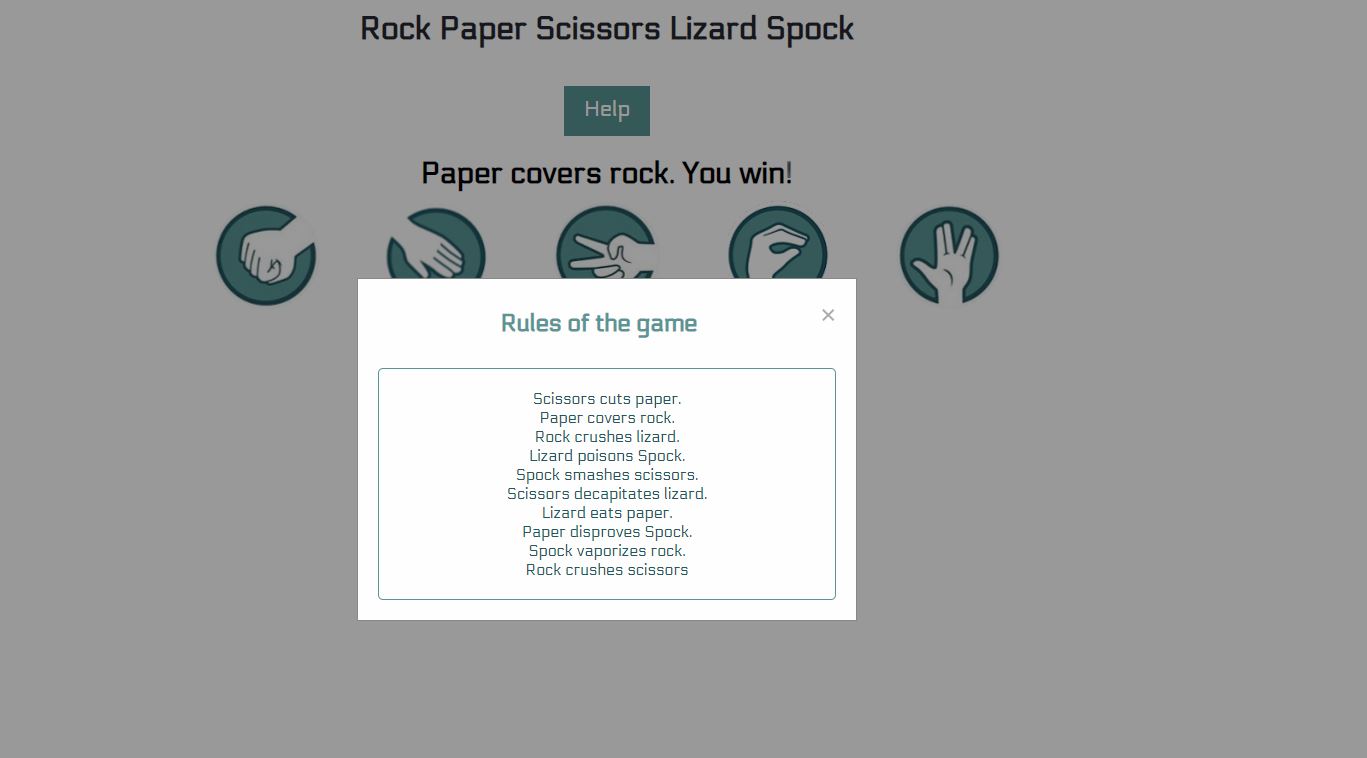 Rock Paper Scissors Lizard Spock
Help
Paper covers rock. You win!
Rules of the game
×
Scissors cuts paper.
Paper covers rock.
Rock crushes lizard.
Lizard poisons Spock.
Spock smashes scissors.
Scissors decapitates lizard.
Lizard eats paper.
Paper disproves Spock.
Spock vaporizes rock.
Rock crushes scissors